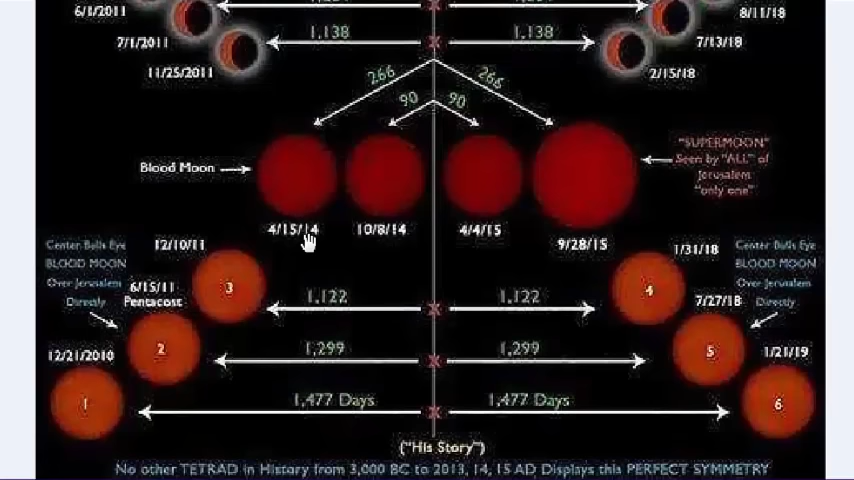 6/1/2011
8/11/18
7/1/2011
1,138
1,138
7/13/18
11/25/2011
2/15/18
266
266
90
90
Blood Moon
"SUPERMOON"
Seen by "ALL" of
Jerusalem
"only one"
4/15/14
10/8/14
4/4/15
9/28/15
Center Bulls Eye
BLOOD MOON
Over Jerusalem
Directly
12/10/11
6/15/11
Pentacost
3
1,122
1,122
1/31/18
4
Center Bulls Eye
BLOOD MOON
Over Jerusalem
Directly
7/27/18
12/21/2010
2
1,299
1,299
5
1/21/19
1
1,477 Days
1,477 Days
6
("His Story")
No other TETRAD in History from 3,000 BC to 2013, 14, 15 AD Displays this PERFECT SYMMETRY